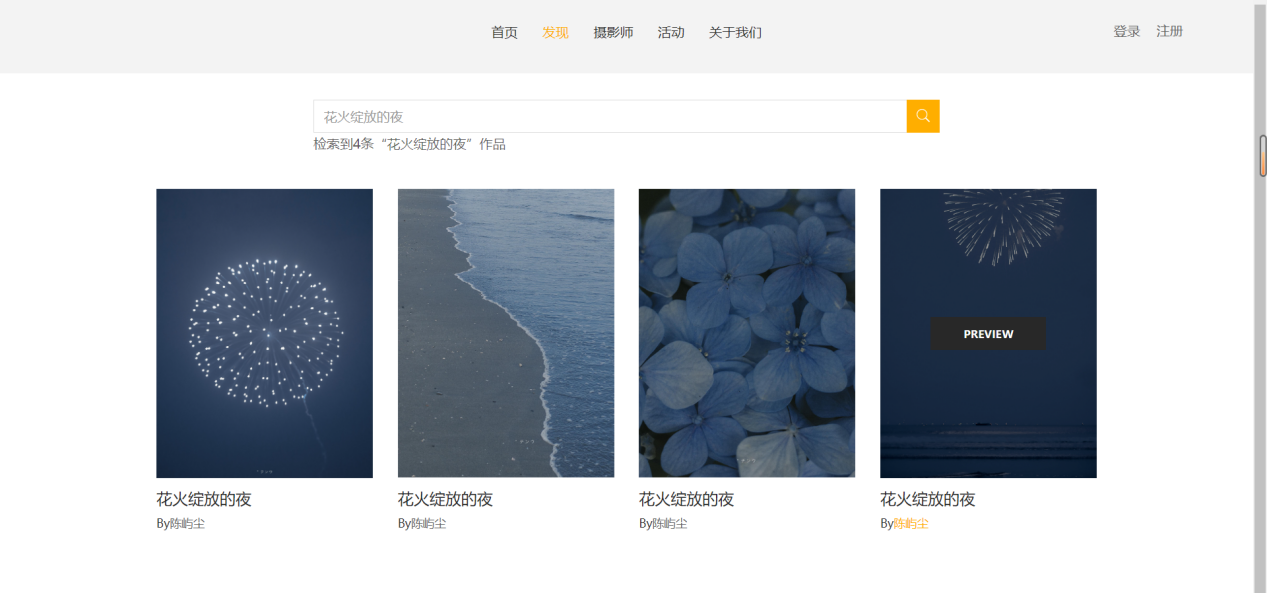 首页 发现 摄影师 活动 关于我们 登录 注册
花火绽放的夜
检索到4条“花火绽放的夜”作品
PREVIEW
花火绽放的夜 花火绽放的夜 花火绽放的夜 花火绽放的夜
By陈屿尘 By陈屿尘 By陈屿尘 By陈屿尘